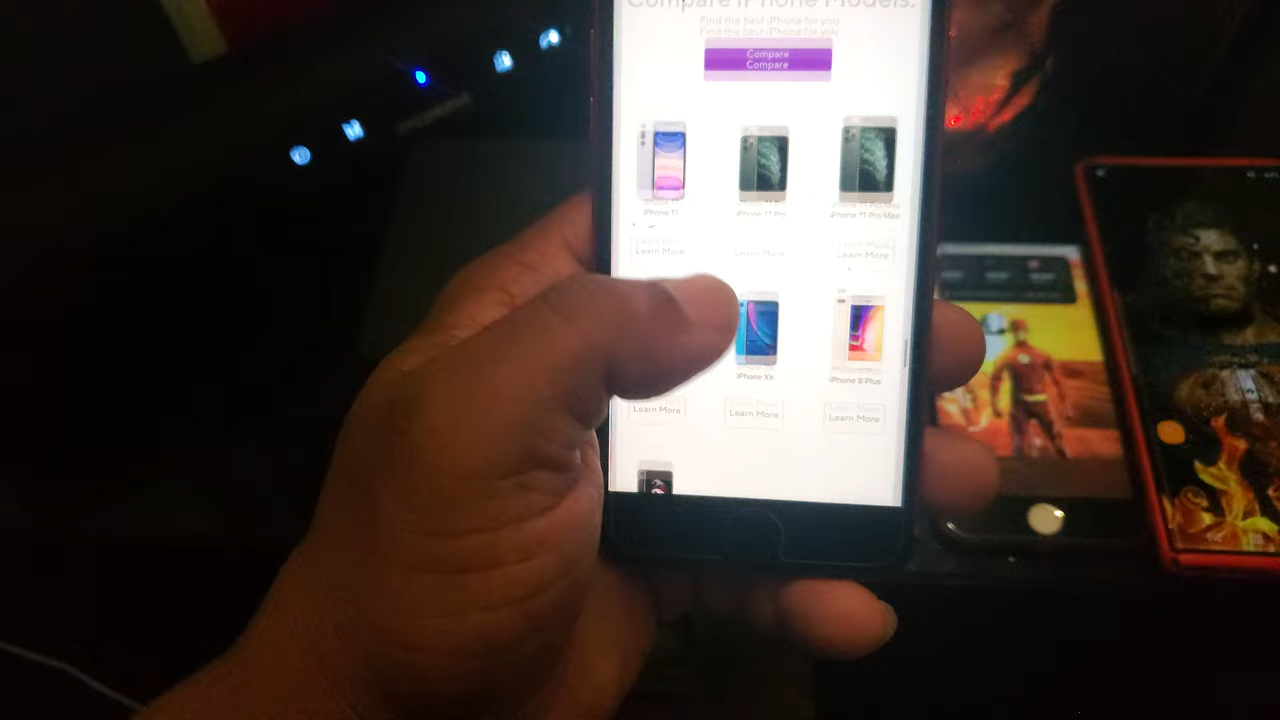 Compare iPhone Models.
Find the best iPhone for you
Find the best iPhone for you
Compare
Compare
iPhone 11
iPhone 11 Pro
iPhone 11 Pro Max
Learn More
Learn More
Learn More
iPhone XR
iPhone 8 Plus
Learn More
Learn More
Learn More